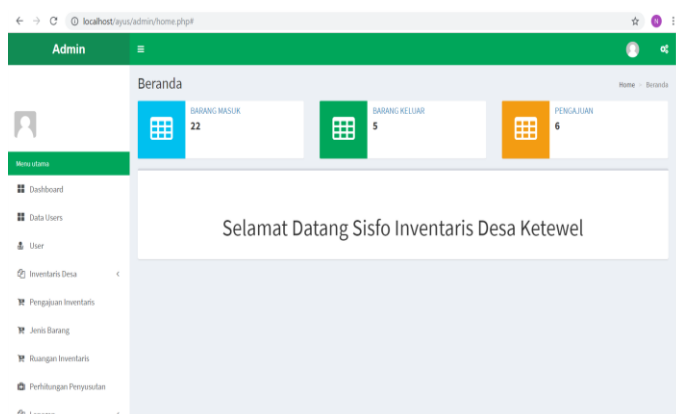 localhost/ayus/admin/home.php#
N
Admin
Beranda
Home > Beranda
BARANG MASUK
22
BARANG KELUAR
5
PENGAJUAN
6
Menu utama
Dashboard
Data Users
User
Inventaris Desa
Pengajuan Inventaris
Jenis Barang
Ruangan Inventaris
Perhitungan Penyusutan
Selamat Datang Sisfo Inventaris Desa Ketewel